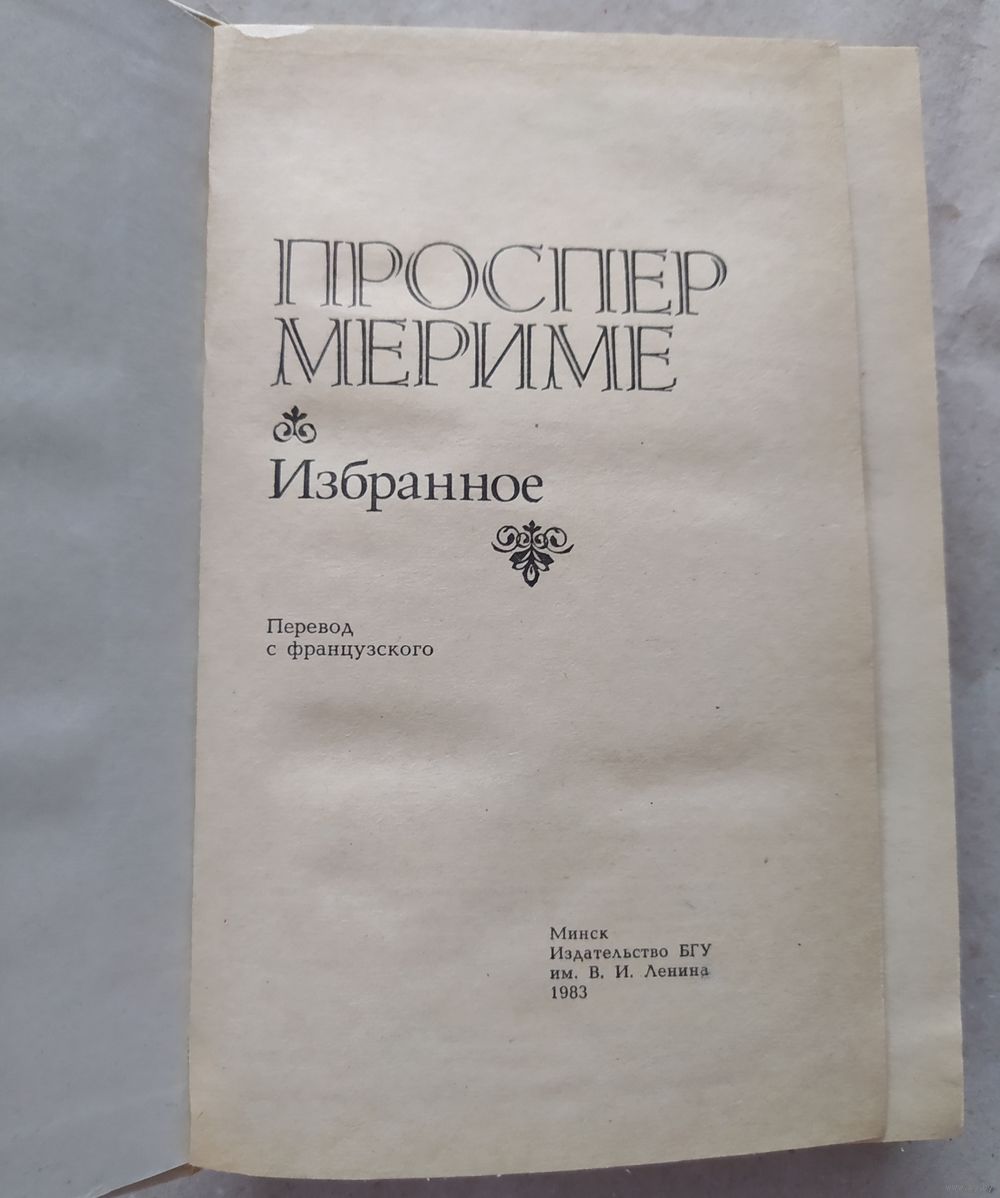 ПРОСПЕР
МЕРИМЕ
Избранное
Перевод
с французского
Минск
Издательство БГУ
им. В. И. Ленина
1983